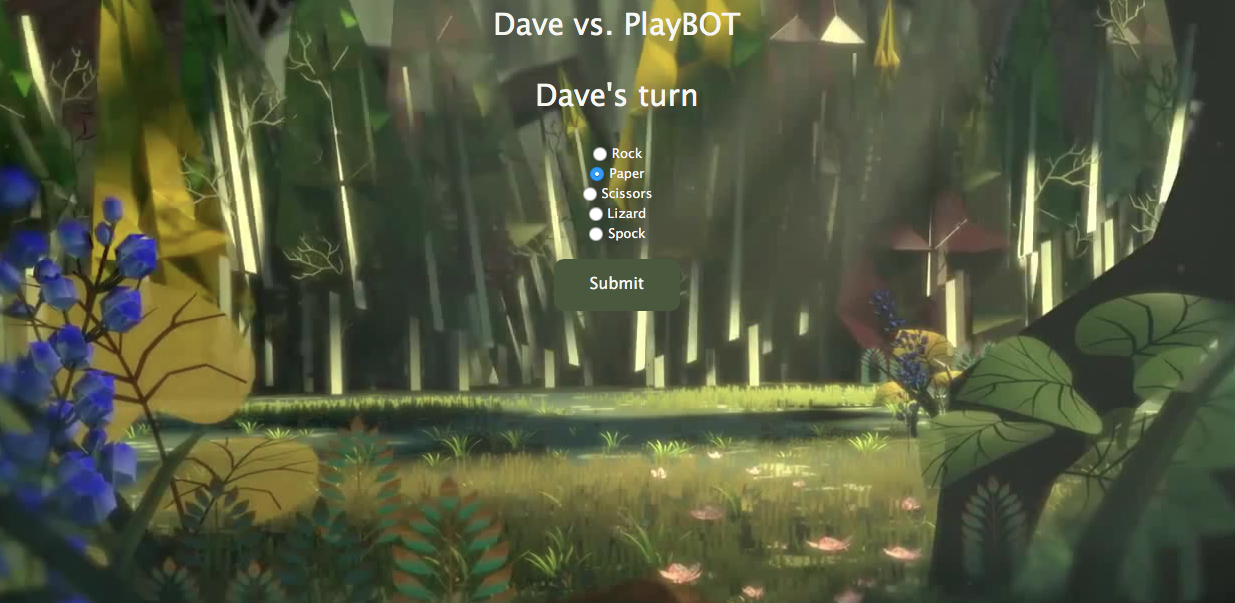 Dave vs. PlayBOT
Dave's turn
Rock
Paper
Scissors
Lizard
Spock
Submit